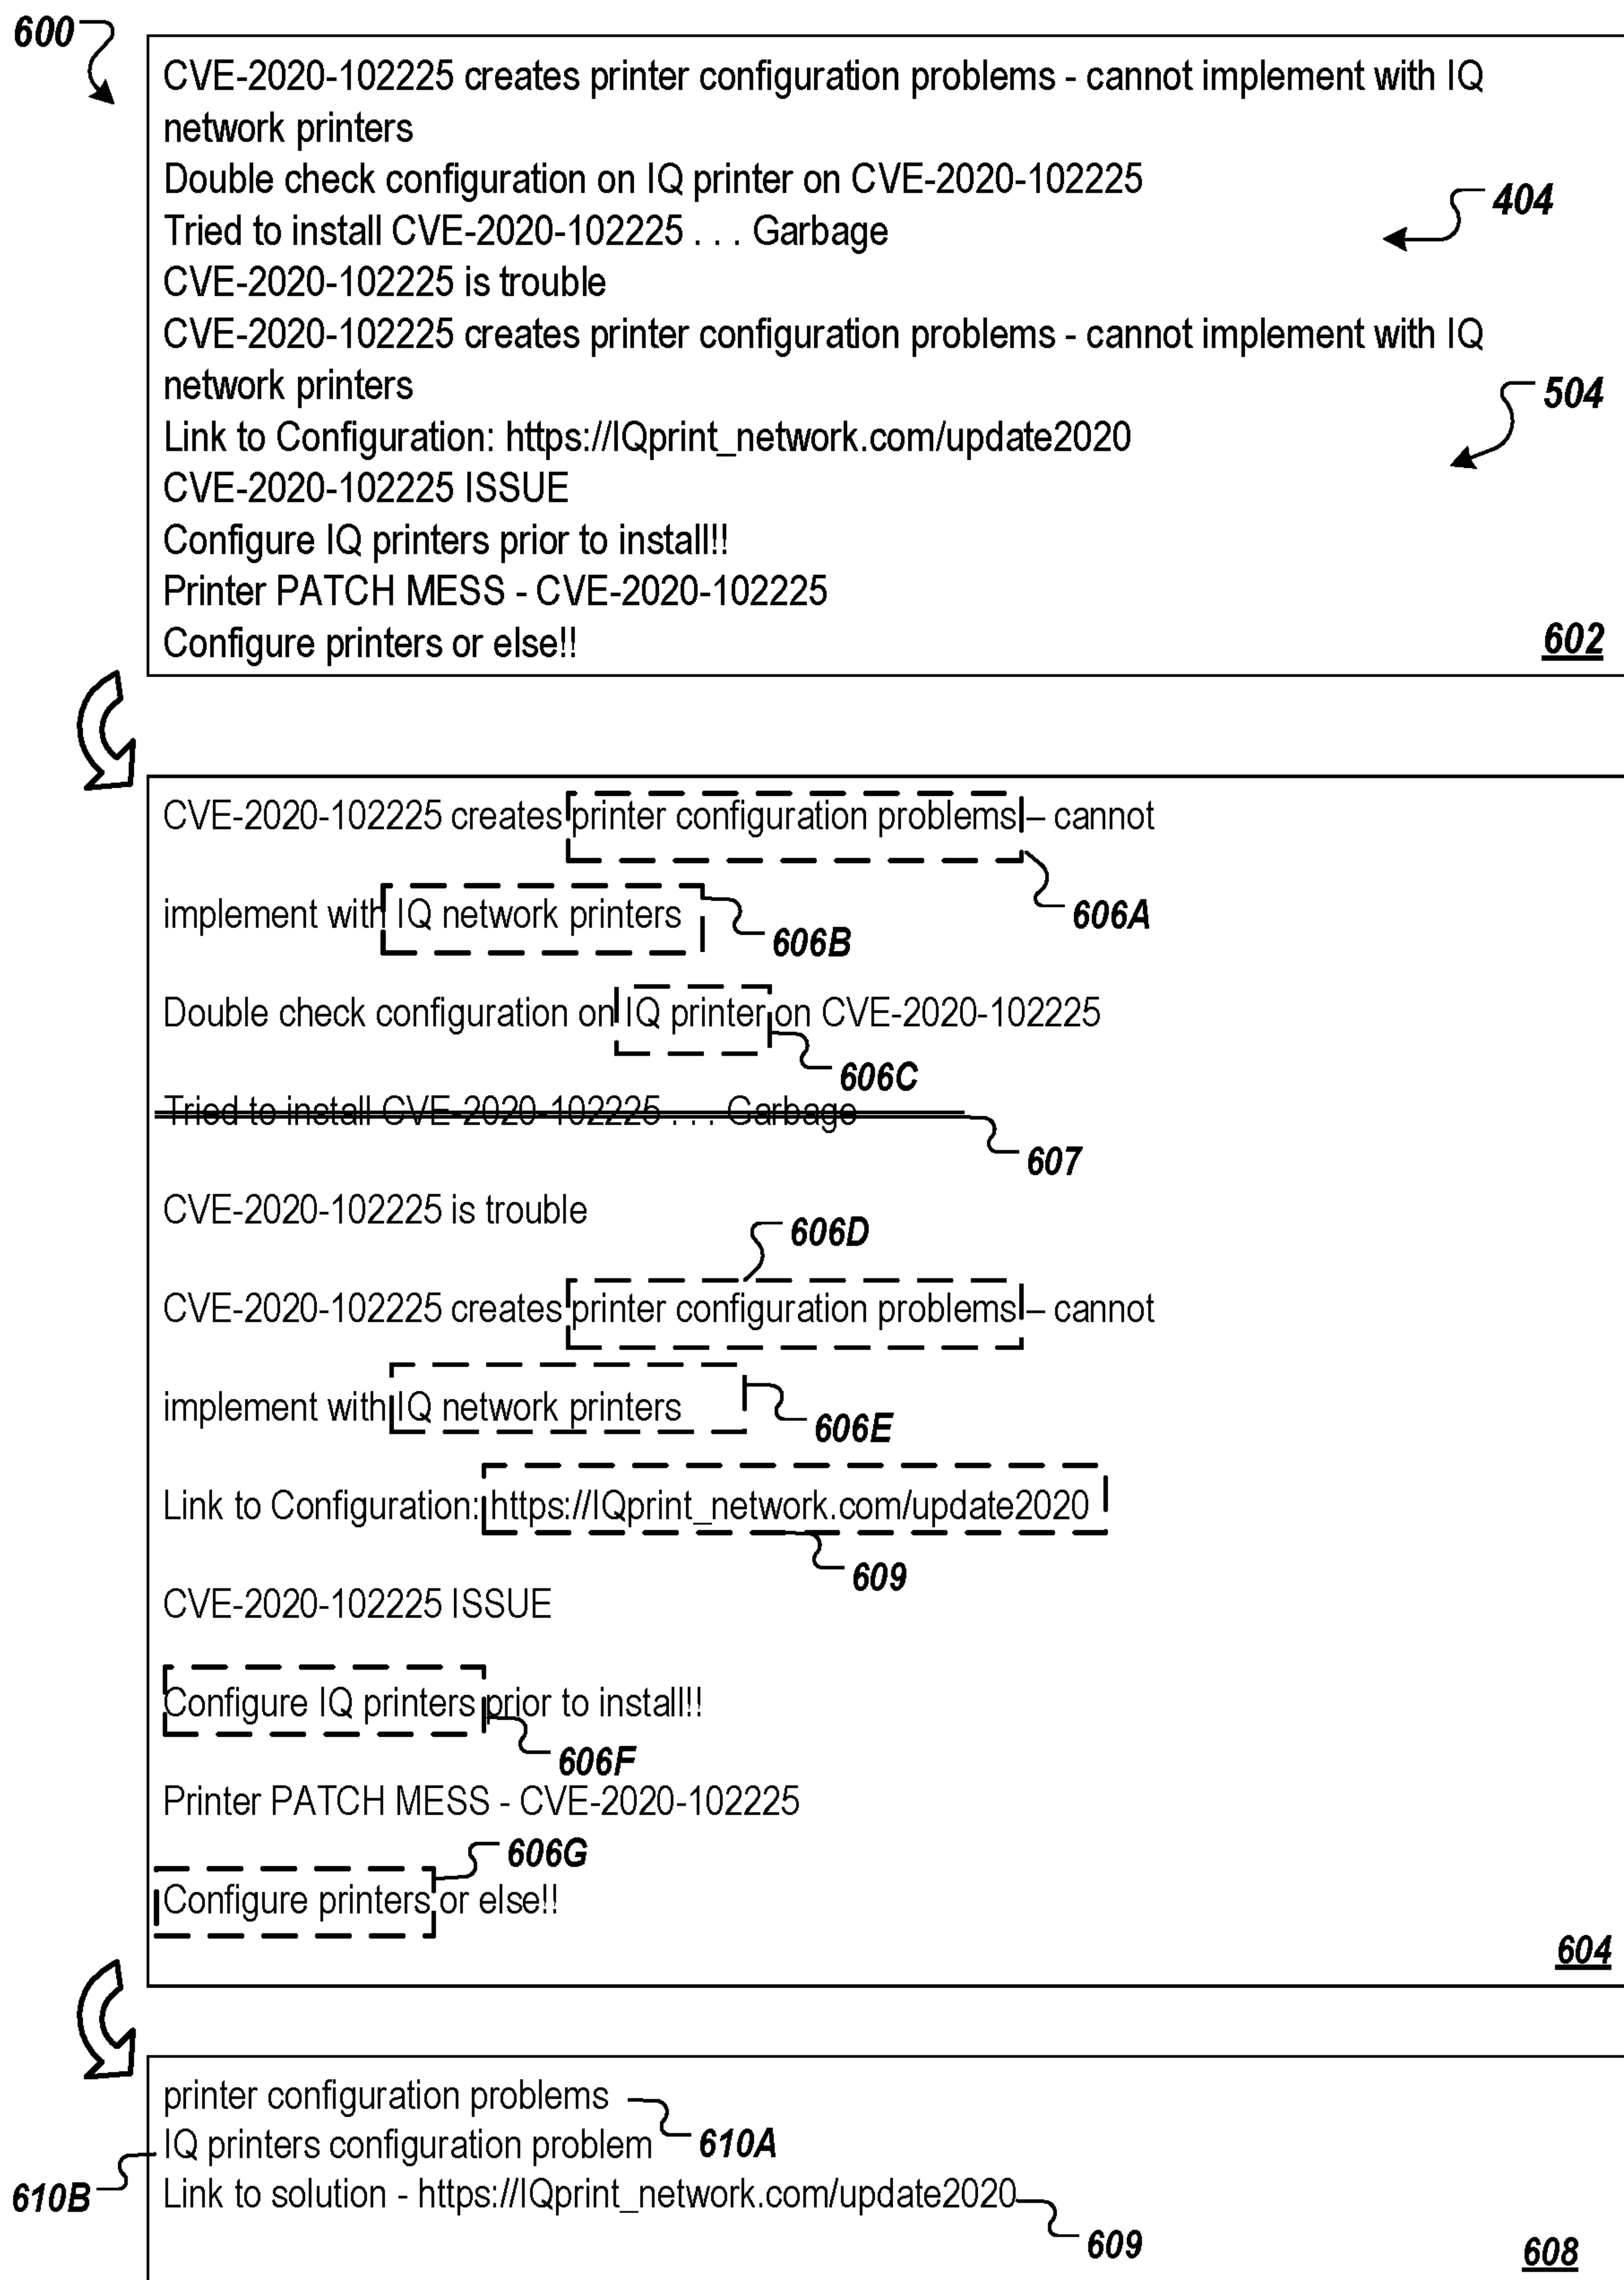 600
CVE-2020-102225 creates printer configuration problems - cannot implement with IQ
network printers
Double check configuration on IQ printer on CVE-2020-102225
404
Tried to install CVE-2020-102225 . . . Garbage
CVE-2020-102225 is trouble
CVE-2020-102225 creates printer configuration problems - cannot implement with IQ
network printers
504
Link to Configuration: https://IQprint_network.com/update2020
CVE-2020-102225 ISSUE
Configure IQ printers prior to install!!
Printer PATCH MESS - CVE-2020-102225
Configure printers or else!!
602
CVE-2020-102225 creates printer configuration problems – cannot
606A
implement with IQ network printers
606B
Double check configuration on IQ printer on CVE-2020-102225
606C
Tried to install CVE-2020-102225 . . . Garbage
607
CVE-2020-102225 is trouble
606D
CVE-2020-102225 creates printer configuration problems – cannot
implement with IQ network printers
606E
Link to Configuration: https://IQprint_network.com/update2020
609
CVE-2020-102225 ISSUE
Configure IQ printers prior to install!!
606F
Printer PATCH MESS - CVE-2020-102225
606G
Configure printers or else!!
604
printer configuration problems
610A
IQ printers configuration problem
610B
Link to solution - https://IQprint_network.com/update2020
609
608